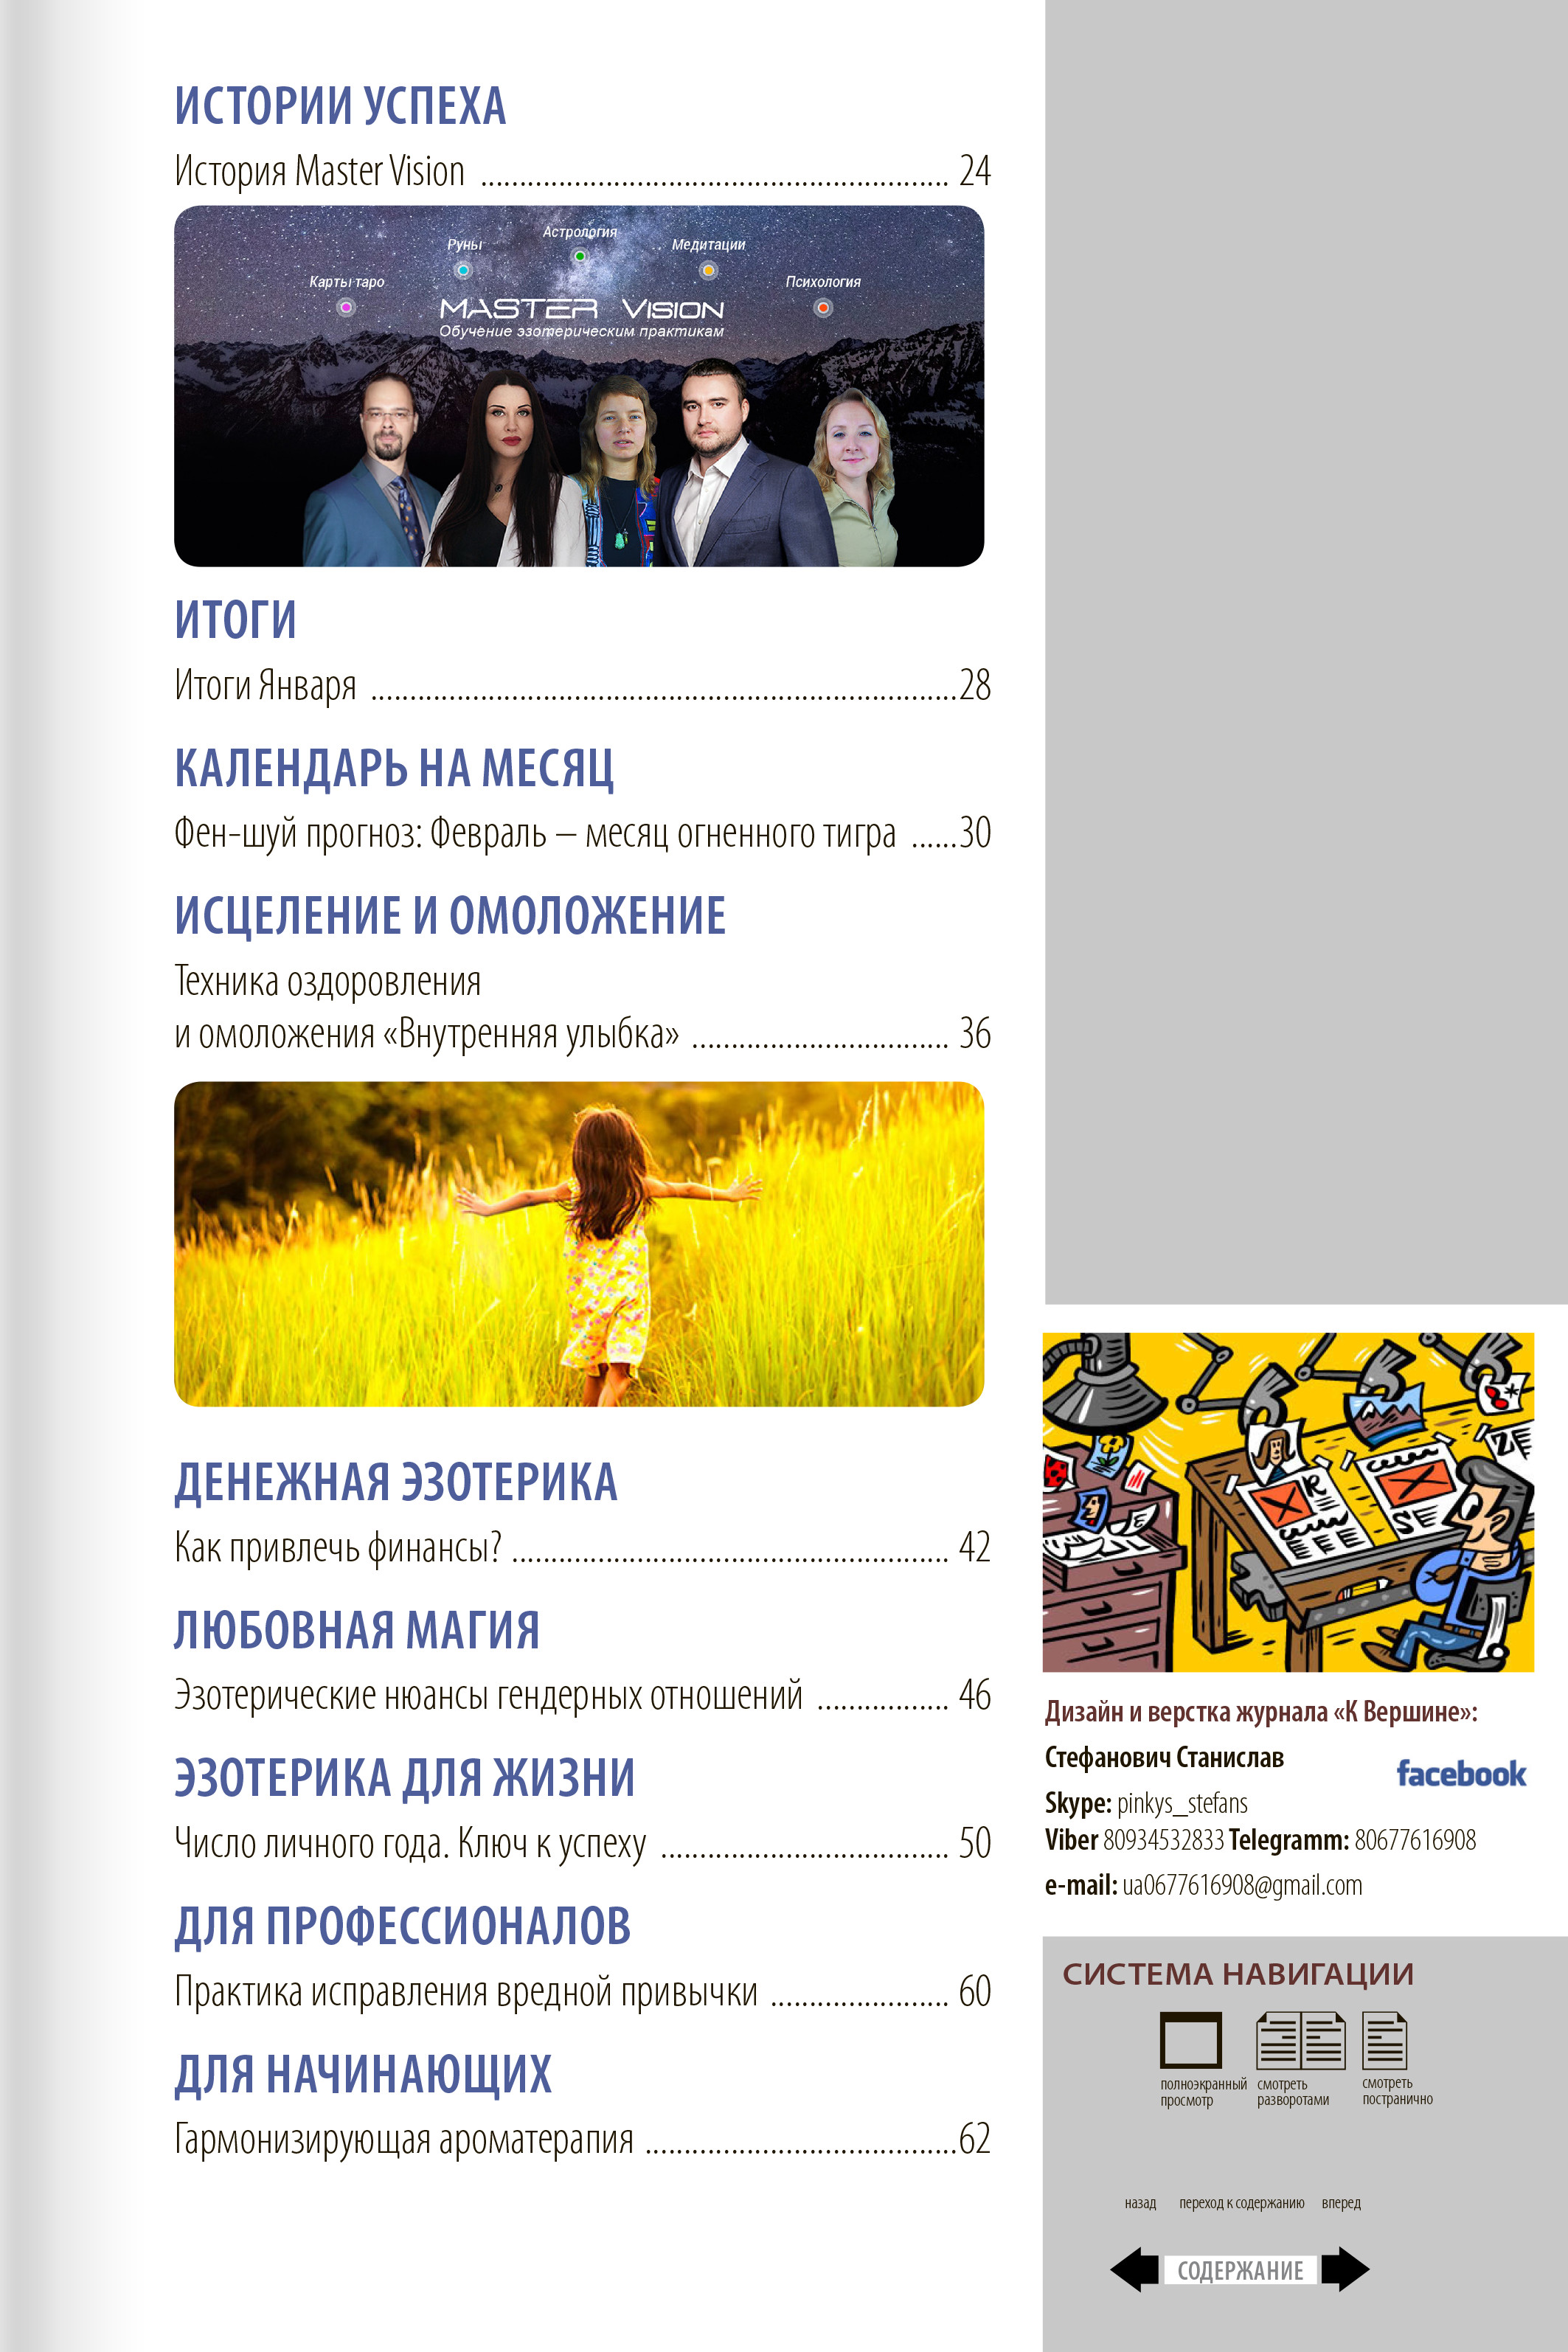 ИСТОРИИ УСПЕХА
История Master Vision ............................................................ 24
Карты таро
Руны
Астрология
Медитации
Психология
MASTER VISION
Обучение эзотерическим практикам
ИТОГИ
Итоги Января ...........................................................................28
КАЛЕНДАРЬ НА МЕСЯЦ
Фен-шуй прогноз: Февраль – месяц огненного тигра ......30
ИСЦЕЛЕНИЕ И ОМОЛОЖЕНИЕ
Техника оздоровления
и омоложения «Внутренняя улыбка» ................................. 36
ДЕНЕЖНАЯ ЭЗОТЕРИКА
Как привлечь финансы? ........................................................ 42
ЛЮБОВНАЯ МАГИЯ
Эзотерические нюансы гендерных отношений ................. 46
ЭЗОТЕРИКА ДЛЯ ЖИЗНИ
Число личного года. Ключ к успеху ..................................... 50
ДЛЯ ПРОФЕССИОНАЛОВ
Практика исправления вредной привычки ....................... 60
ДЛЯ НАЧИНАЮЩИХ
Гармонизирующая ароматерапия ........................................62
Дизайн и верстка журнала «К Вершине»:
Стефанович Станислав
facebook
Skype: pinkys_stefans
Viber 80934532833 Telegramm: 80677616908
e-mail: ua0677616908@gmail.com
СИСТЕМА НАВИГАЦИИ
полноэкранный просмотр
смотреть разворотами
смотреть постранично
назад переход к содержанию вперед
СОДЕРЖАНИЕ